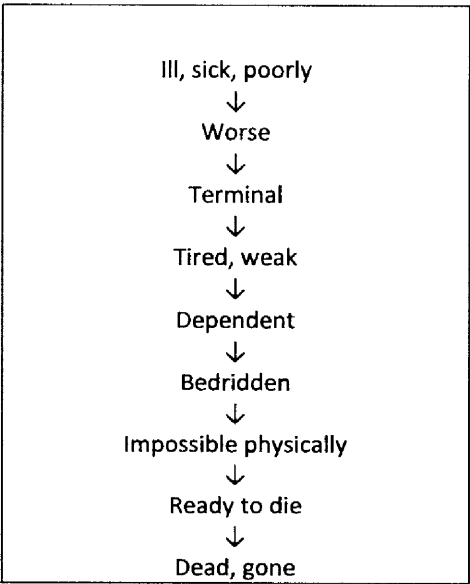 Ill, sick, poorly
↓
Worse
↓
Terminal
↓
Tired, weak
↓
Dependent
↓
Bedridden
↓
Impossible physically
↓
Ready to die
↓
Dead, gone